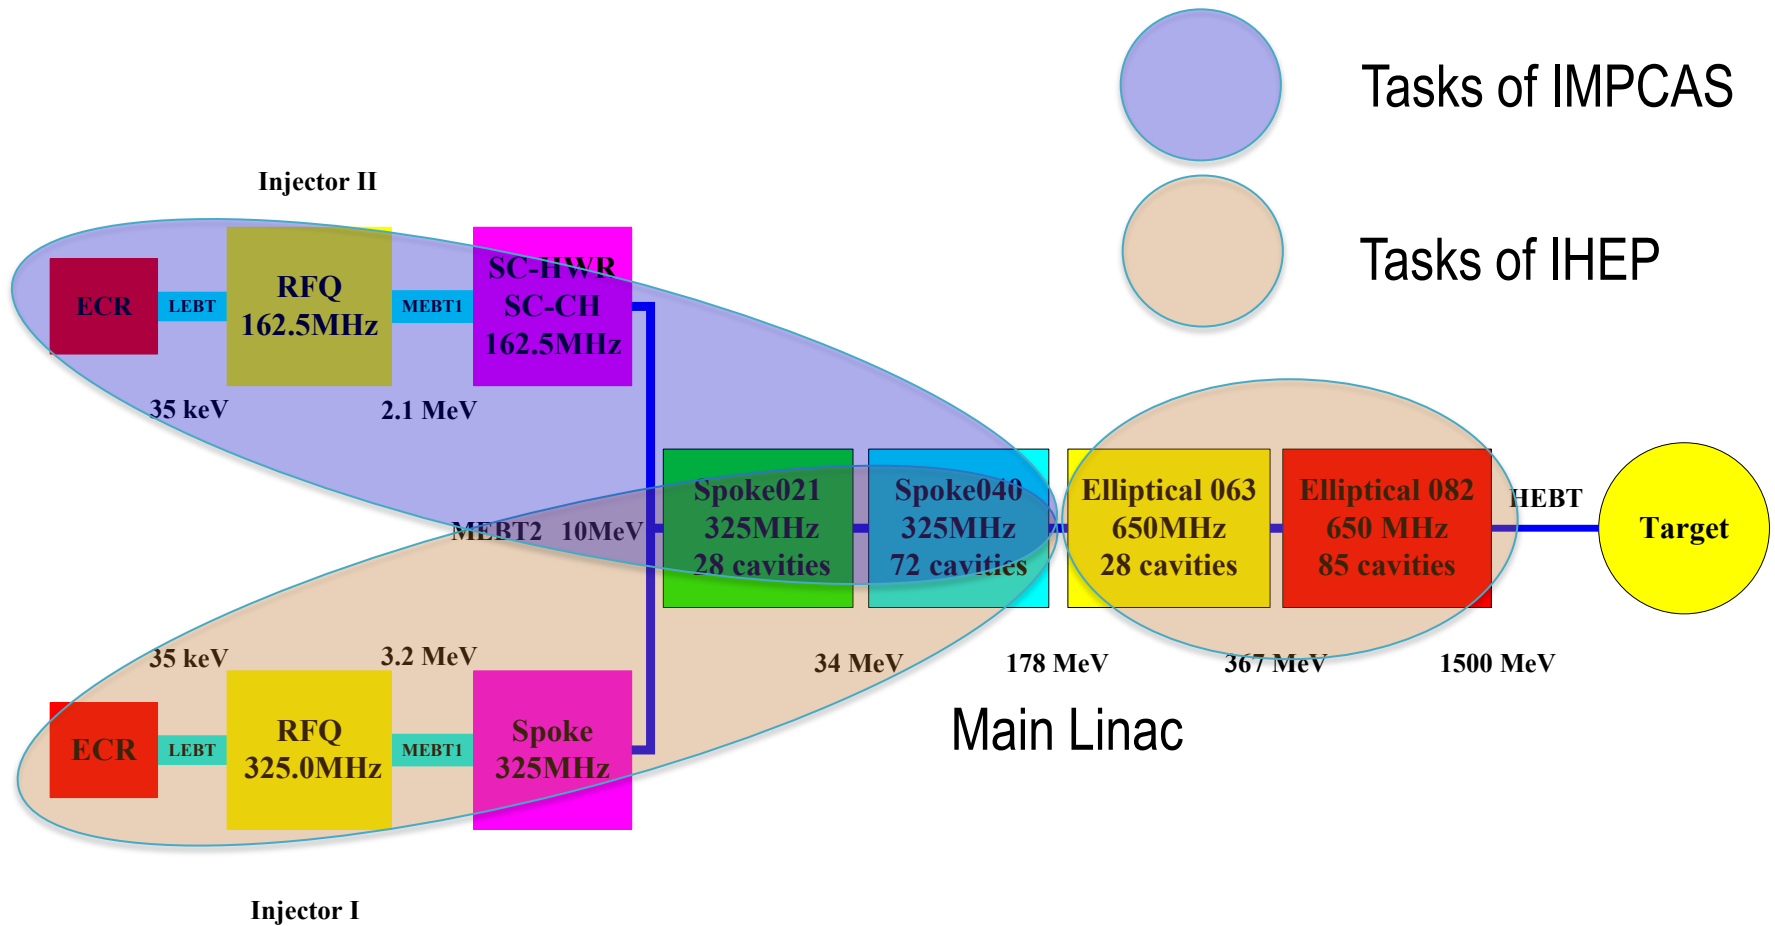 Tasks of IMPCAS
Tasks of IHEP
Injector II
ECR
LEBT
RFQ
162.5MHz
MEBT1
SC-HWR
SC-CH
162.5MHz
35 keV
2.1 MeV
MEBT2
10MeV
Spoke021
325MHz
28 cavities
Spoke040
325MHz
72 cavities
Elliptical 063
650MHz
28 cavities
Elliptical 082
650 MHz
85 cavities
HEBT
Target
35 keV
3.2 MeV
34 MeV
178 MeV
367 MeV
1500 MeV
Main Linac
ECR
LEBT
RFQ
325.0MHz
MEBT1
Spoke
325MHz
Injector I